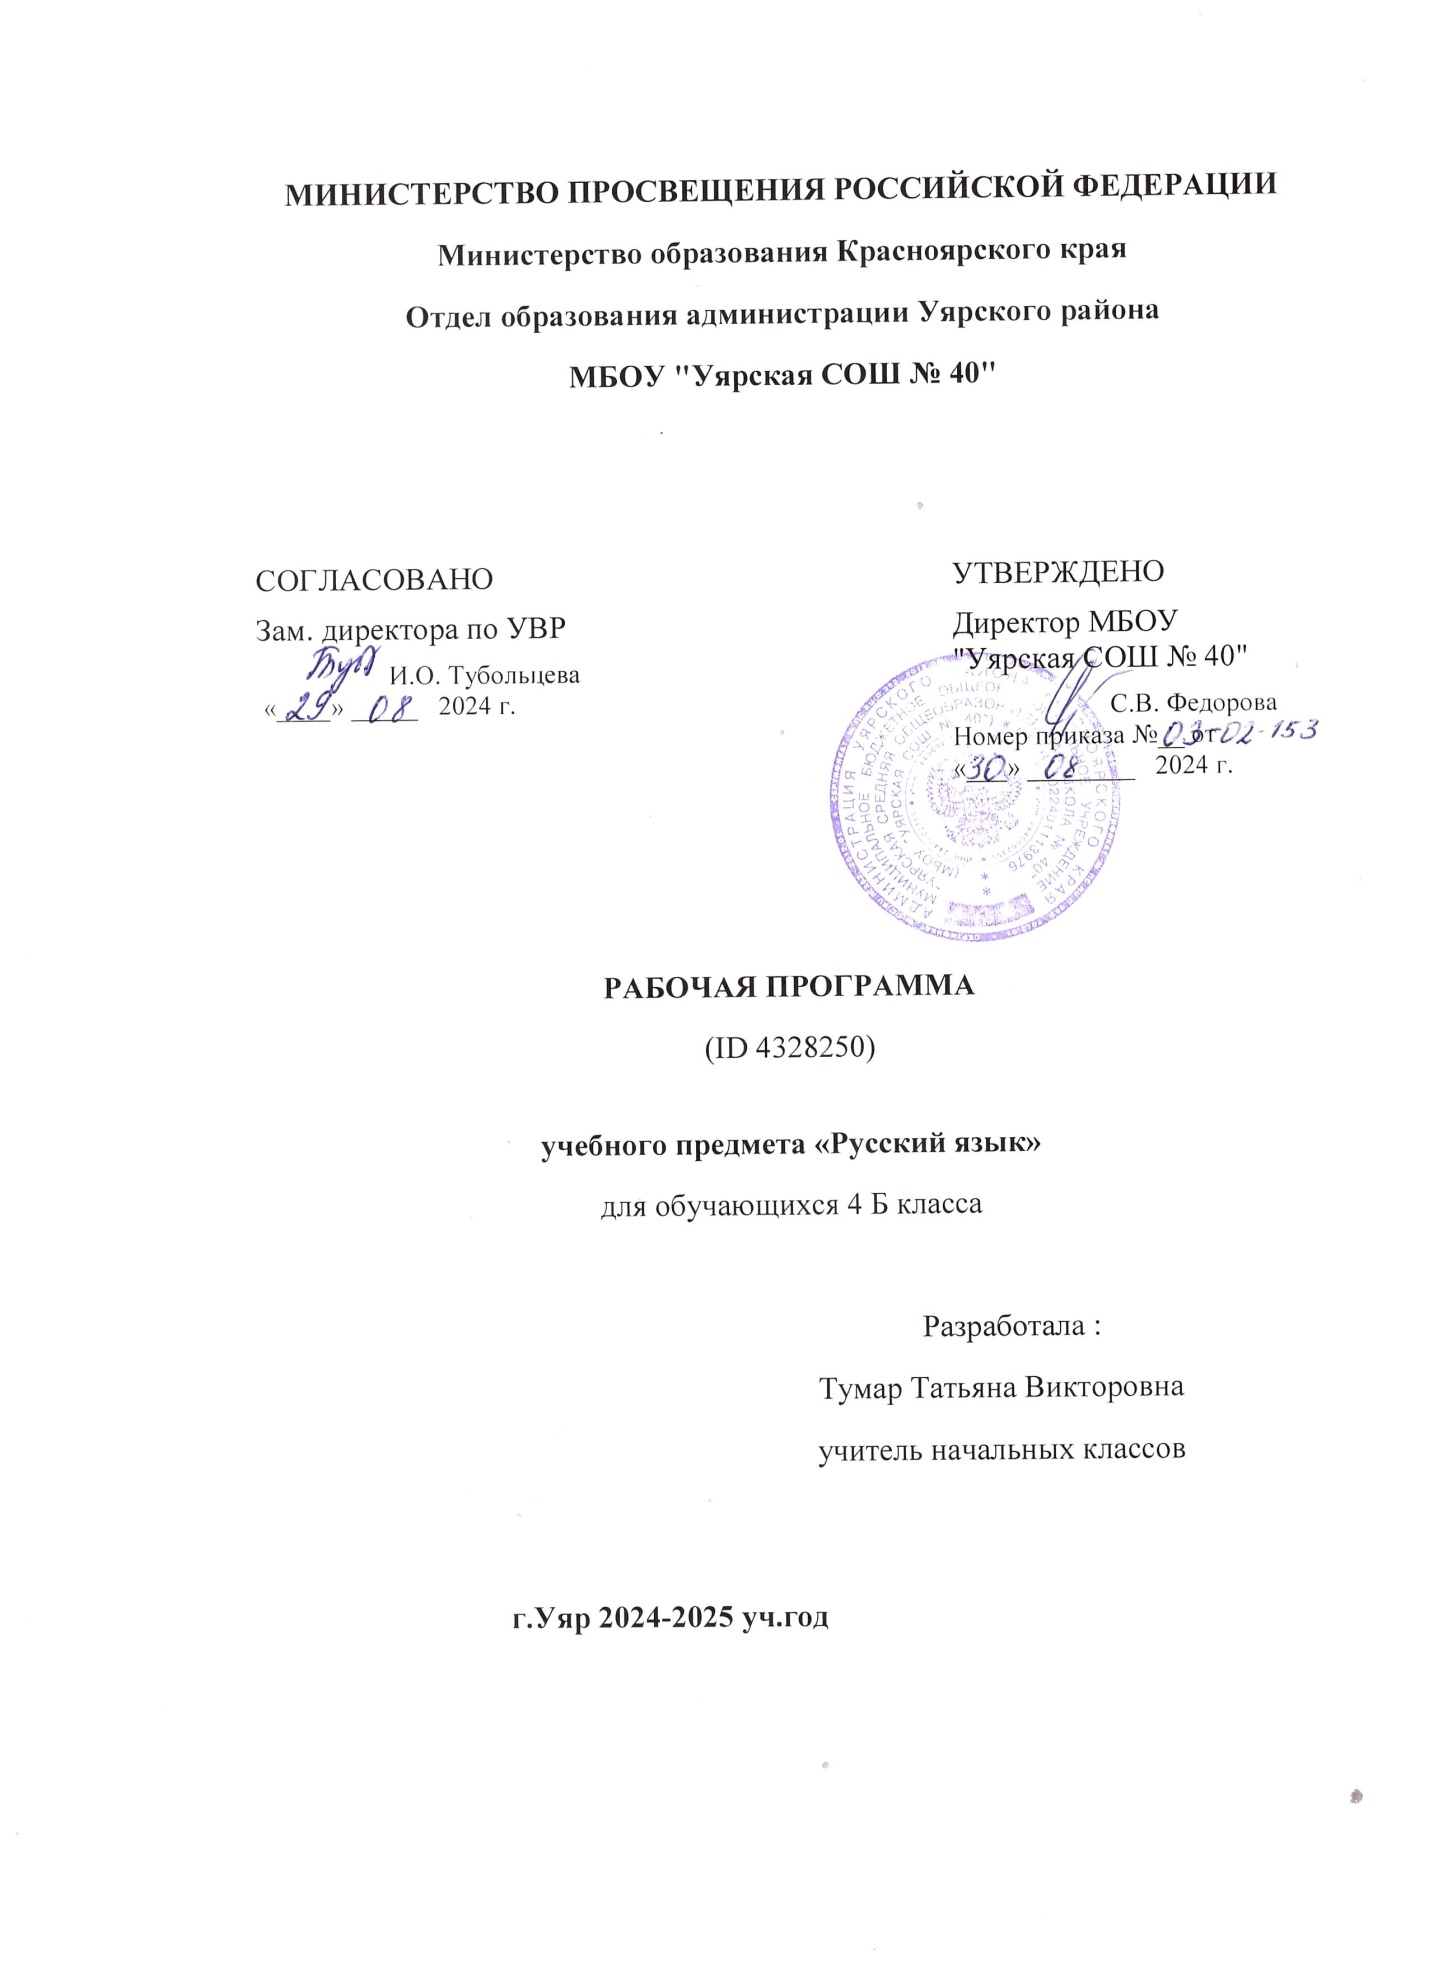 МИНИСТЕРСТВО ПРОСВЕЩЕНИЯ РОССИЙСКОЙ ФЕДЕРАЦИИ
Министерство образования Красноярского края
Отдел образования администрации Уярского района
МБОУ "Уярская СОШ № 40"
СОГЛАСОВАНО
Зам. директора по УВР
И.О. Тубольцева
«29» 08 2024 г.
УТВЕРЖДЕНО
Директор МБОУ
"Уярская СОШ № 40"
С.В. Федорова
Номер приказа № 03-02-153 от
«30» 08 2024 г.
РАБОЧАЯ ПРОГРАММА
(ID 4328250)
учебного предмета «Русский язык»
для обучающихся 4 Б класса
Разработала :
Тумар Татьяна Викторовна
учитель начальных классов
г.Уяр 2024-2025 уч.год